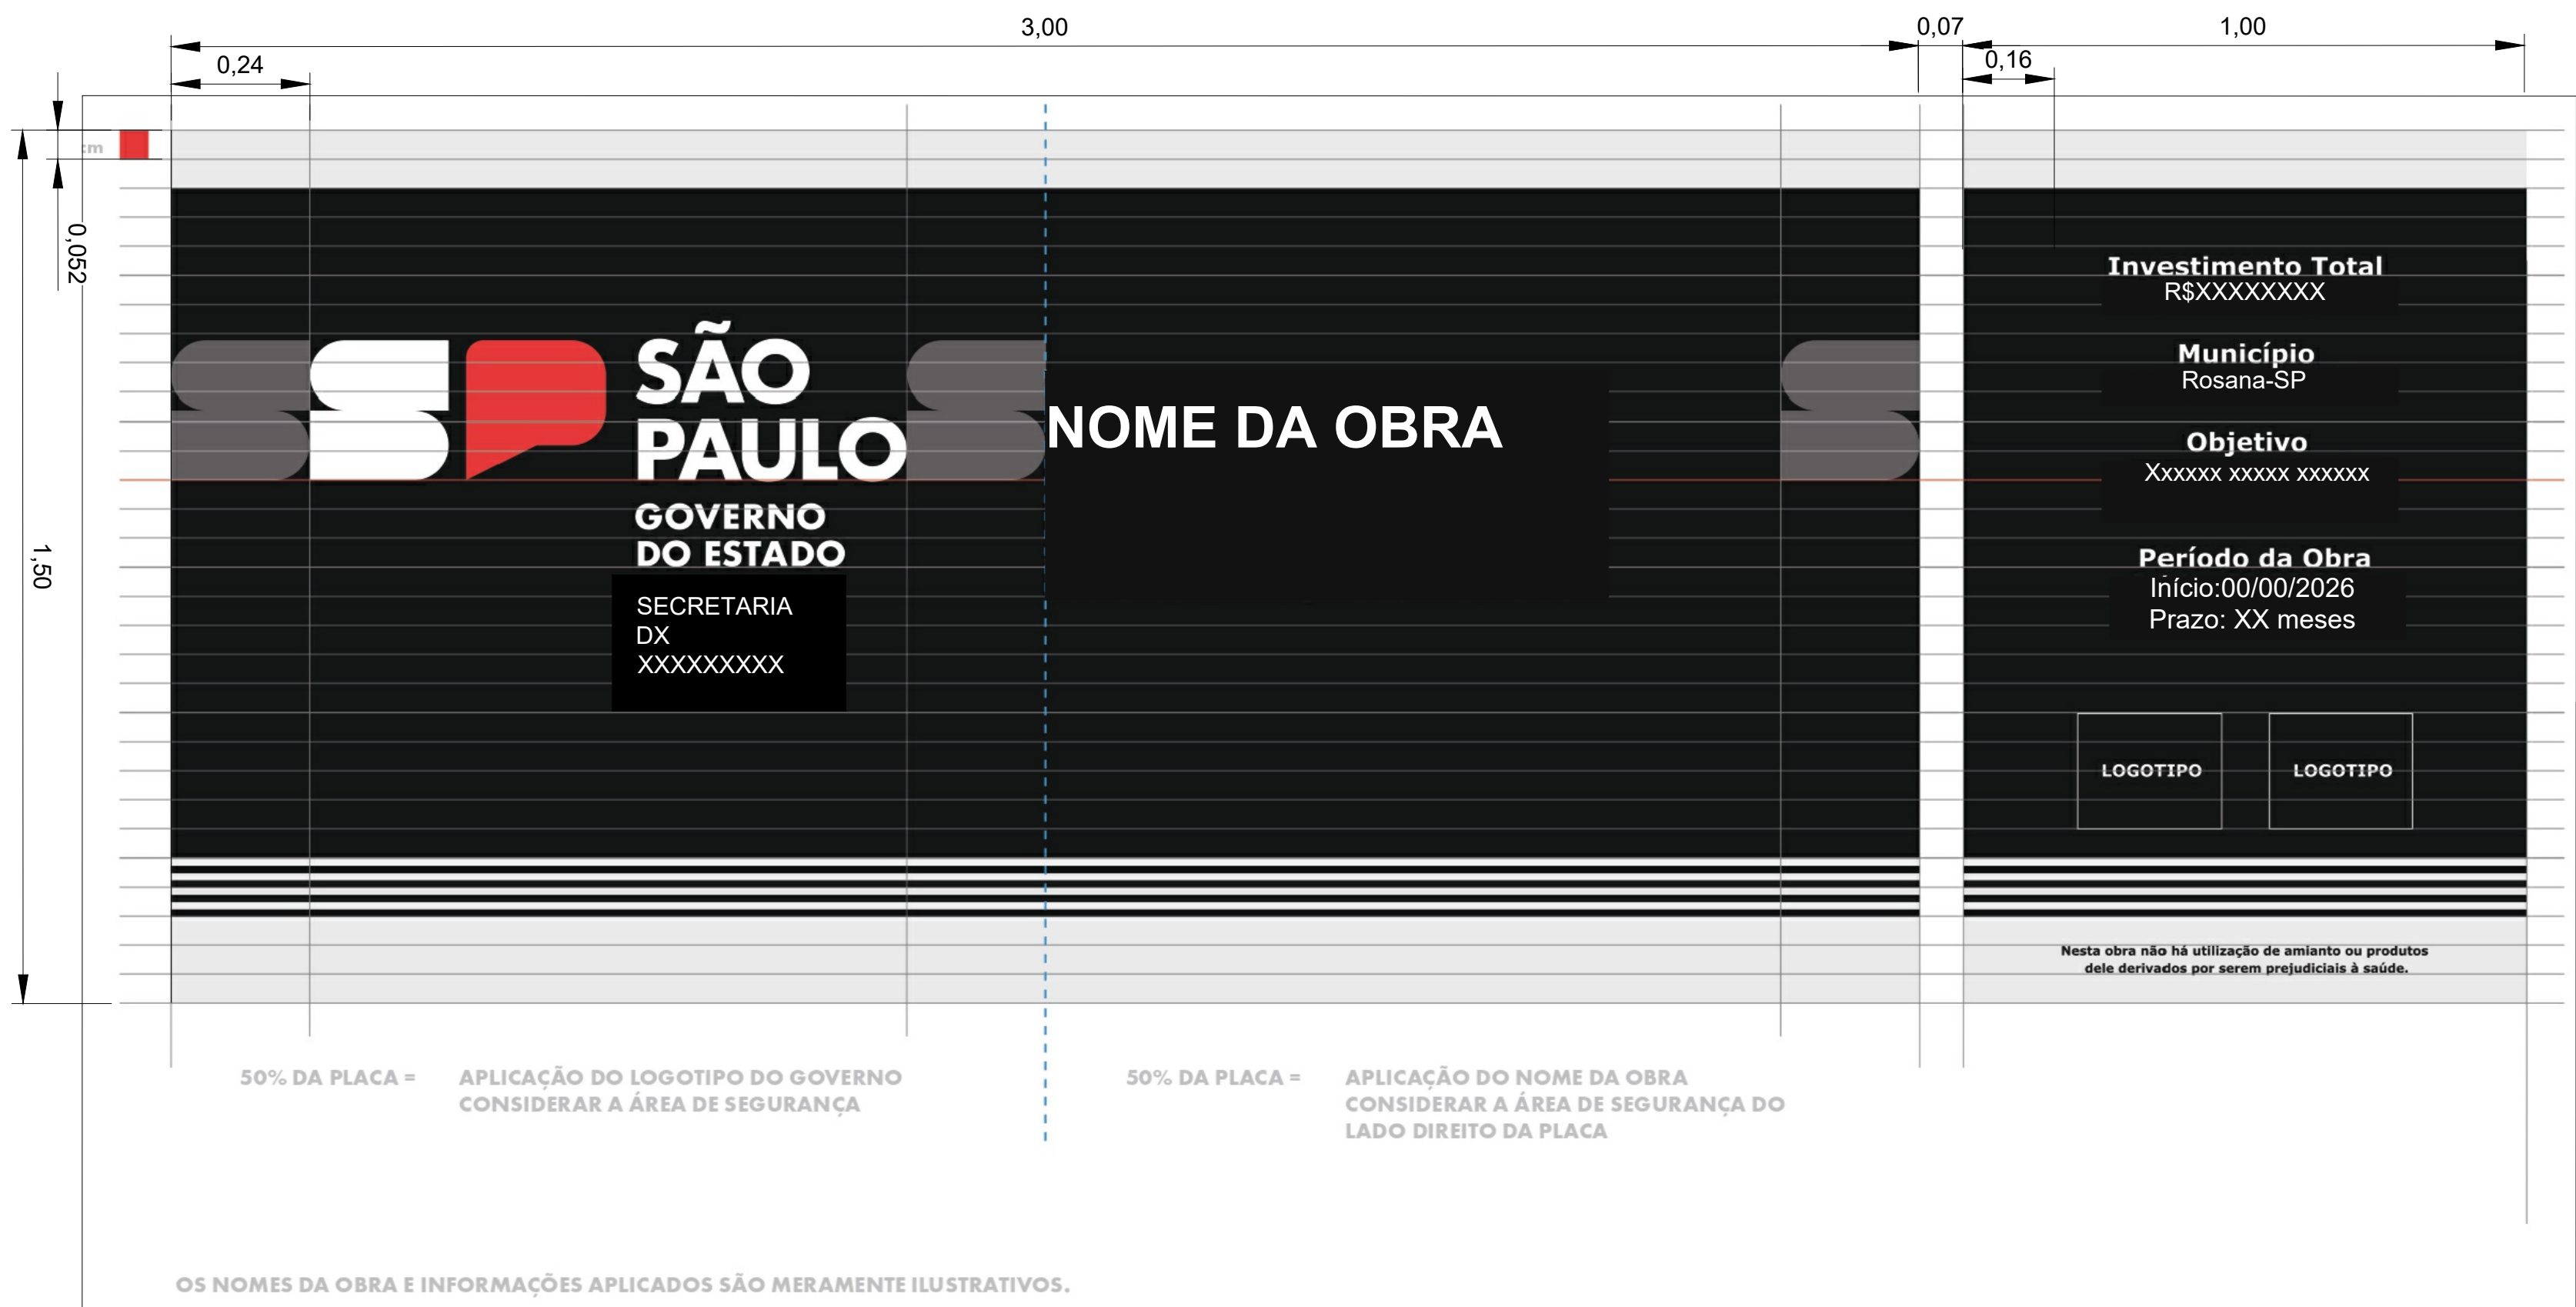 3,00
0,07
1,00
0,24
0,16
cm
0,052
1,50
SÃO
PAULO
GOVERNO
DO ESTADO
SECRETARIA
DX
XXXXXXXXX
NOME DA OBRA
Investimento Total
R$XXXXXXXX
Município
Rosana-SP
Objetivo
Xxxxxx xxxxx xxxxxx
Período da Obra
Início:00/00/2026
Prazo: XX meses
LOGOTIPO
LOGOTIPO
Nesta obra não há utilização de amianto ou produtos
dele derivados por serem prejudiciais à saúde.
50% DA PLACA =
APLICAÇÃO DO LOGOTIPO DO GOVERNO
CONSIDERAR A ÁREA DE SEGURANÇA
50% DA PLACA =
APLICAÇÃO DO NOME DA OBRA
CONSIDERAR A ÁREA DE SEGURANÇA DO
LADO DIREITO DA PLACA
OS NOMES DA OBRA E INFORMAÇÕES APLICADOS SÃO MERAMENTE ILUSTRATIVOS.